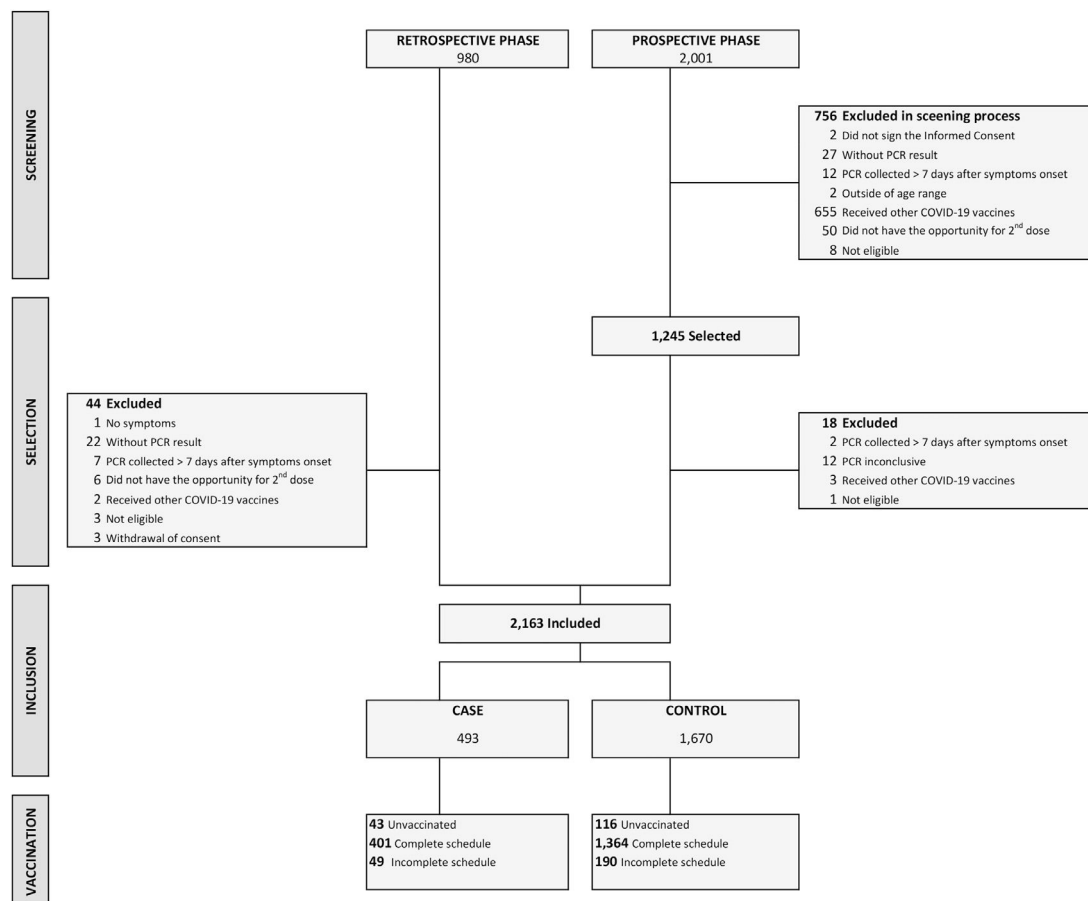 SCREENING
RETROSPECTIVE PHASE
980
PROSPECTIVE PHASE
2,001
756 Excluded in sceening process
2 Did not sign the Informed Consent
27 Without PCR result
12 PCR collected > 7 days after symptoms onset
2 Outside of age range
655 Received other COVID-19 vaccines
50 Did not have the opportunity for 2nd dose
8 Not eligible
SELECTION
1,245 Selected
44 Excluded
1 No symptoms
22 Without PCR result
7 PCR collected > 7 days after symptoms onset
6 Did not have the opportunity for 2nd dose
2 Received other COVID-19 vaccines
3 Not eligible
3 Withdrawal of consent
18 Excluded
2 PCR collected > 7 days after symptoms onset
12 PCR inconclusive
3 Received other COVID-19 vaccines
1 Not eligible
INCLUSION
2,163 Included
CASE
493
CONTROL
1,670
VACCINATION
43 Unvaccinated
401 Complete schedule
49 Incomplete schedule
116 Unvaccinated
1,364 Complete schedule
190 Incomplete schedule